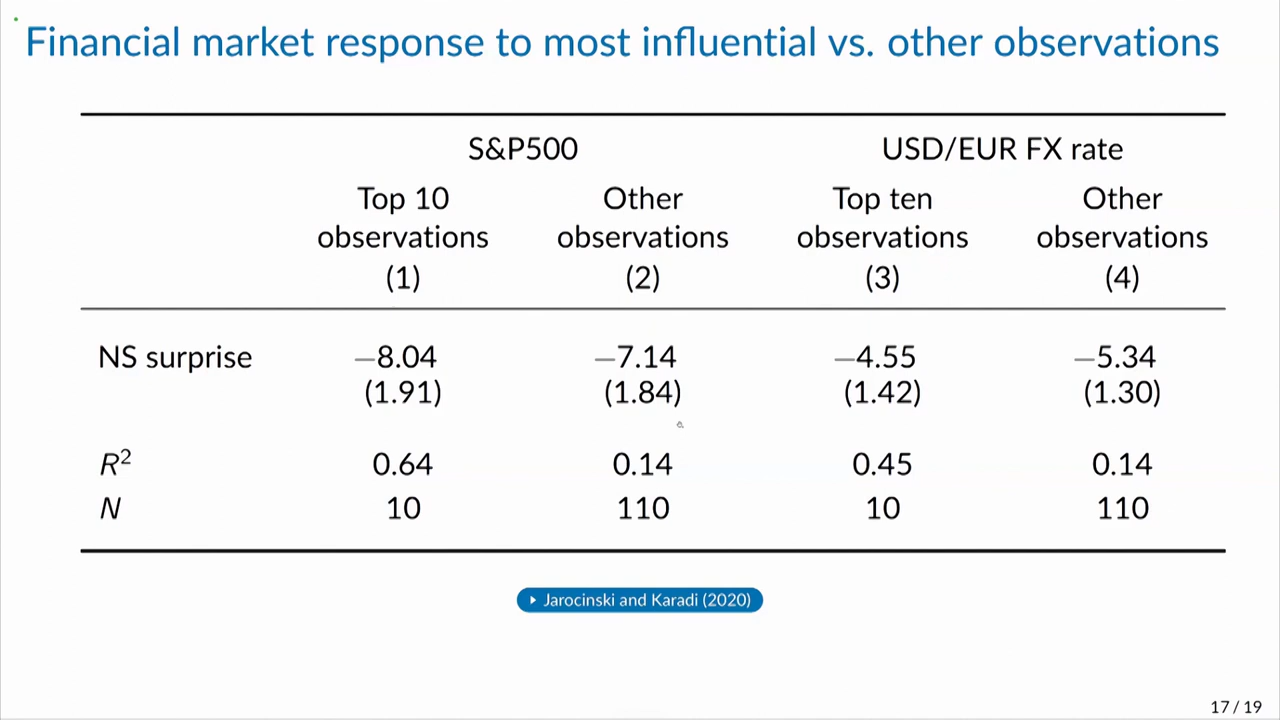 Financial market response to most influential vs. other observations
S&P500 USD/EUR FX rate
Top 10 Other Top ten Other
observations observations observations observations
(1) (2) (3) (4)
NS surprise −8.04 −7.14 −4.55 −5.34
(1.91) (1.84) (1.42) (1.30)
R² 0.64 0.14 0.45 0.14
N 10 110 10 110
Jarocinski and Karadi (2020)
17 / 19